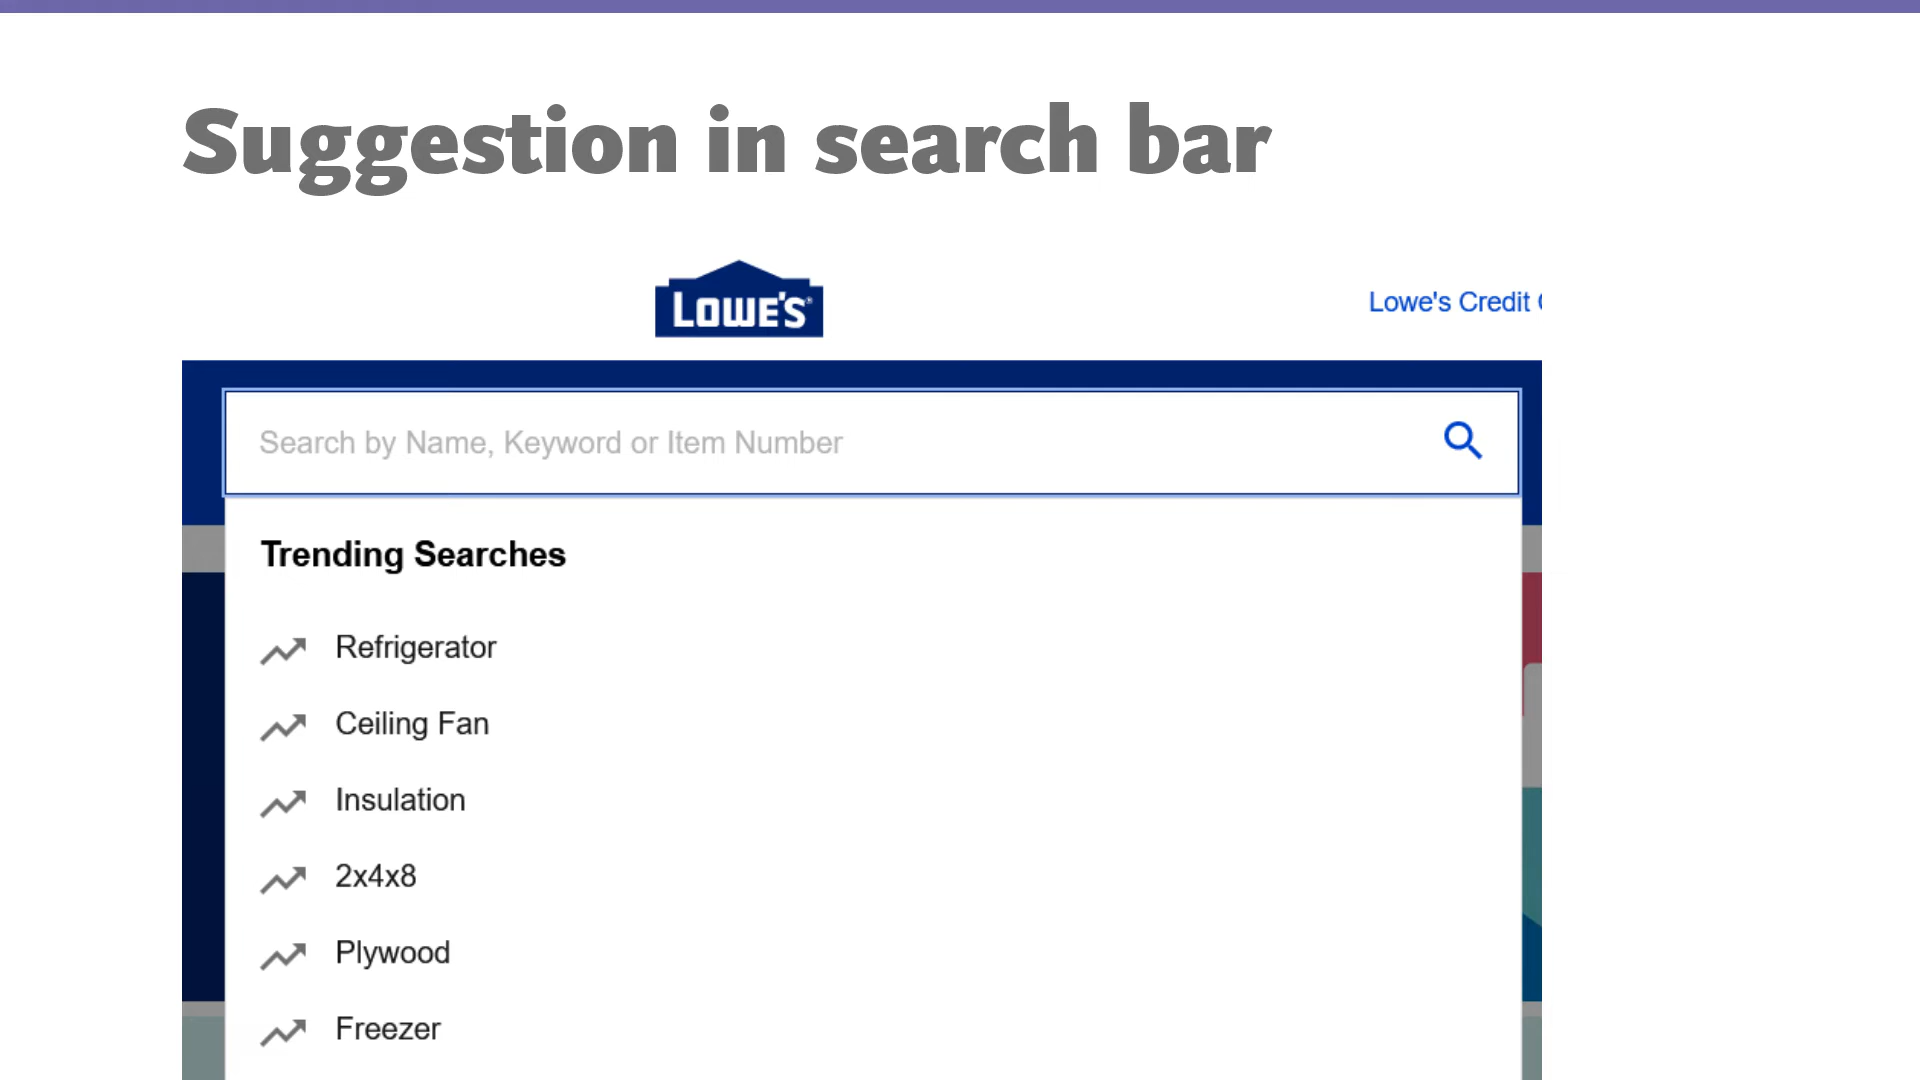 Suggestion in search bar
LOWE'S®
Lowe's Credit
Search by Name, Keyword or Item Number
Trending Searches
Refrigerator
Ceiling Fan
Insulation
2x4x8
Plywood
Freezer